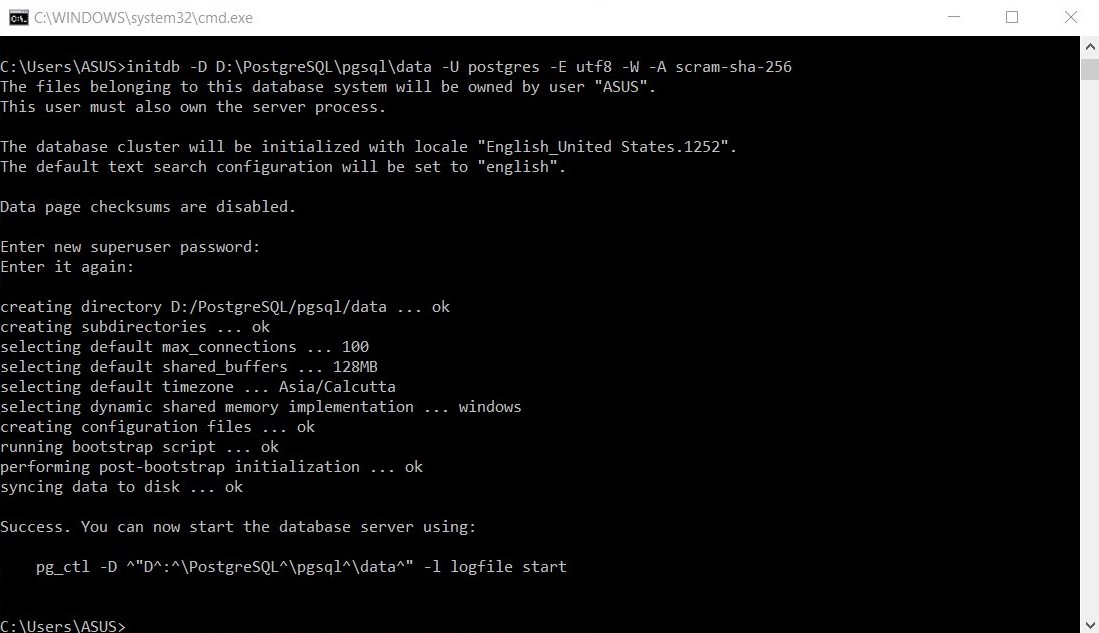 C:\WINDOWS\system32\cmd.exe
C:\Users\ASUS>initdb -D D:\PostgreSQL\pgsql\data -U postgres -E utf8 -W -A scram-sha-256
The files belonging to this database system will be owned by user "ASUS".
This user must also own the server process.
The database cluster will be initialized with locale "English_United States.1252".
The default text search configuration will be set to "english".
Data page checksums are disabled.
Enter new superuser password:
Enter it again:
creating directory D:/PostgreSQL/pgsql/data ... ok
creating subdirectories ... ok
selecting default max_connections ... 100
selecting default shared_buffers ... 128MB
selecting default timezone ... Asia/Calcutta
selecting dynamic shared memory implementation ... windows
creating configuration files ... ok
running bootstrap script ... ok
performing post-bootstrap initialization ... ok
syncing data to disk ... ok
Success. You can now start the database server using:
pg_ctl -D ^"D^:^\PostgreSQL^\pgsql^\data^" -l logfile start
C:\Users\ASUS>